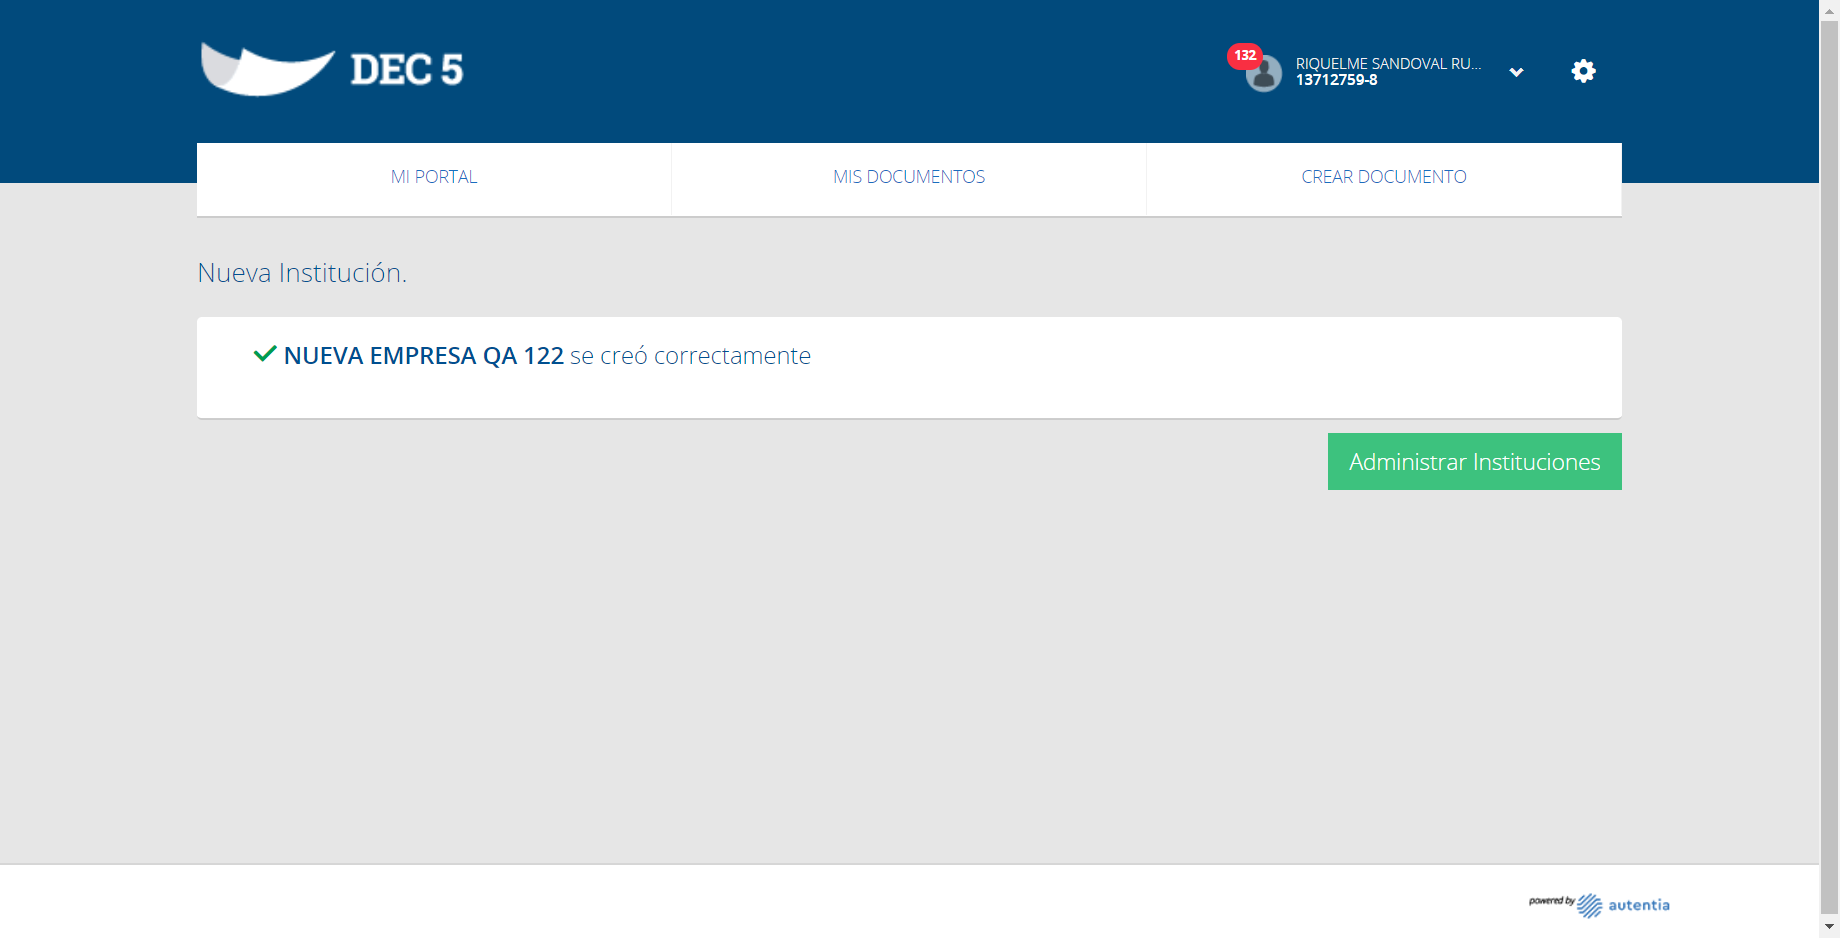 DEC 5
132
RIQUELME SANDOVAL RU...
13712759-8
MI PORTAL
MIS DOCUMENTOS
CREAR DOCUMENTO
Nueva Institución.
NUEVA EMPRESA QA 122 se creó correctamente
Administrar Instituciones
powered by autentia